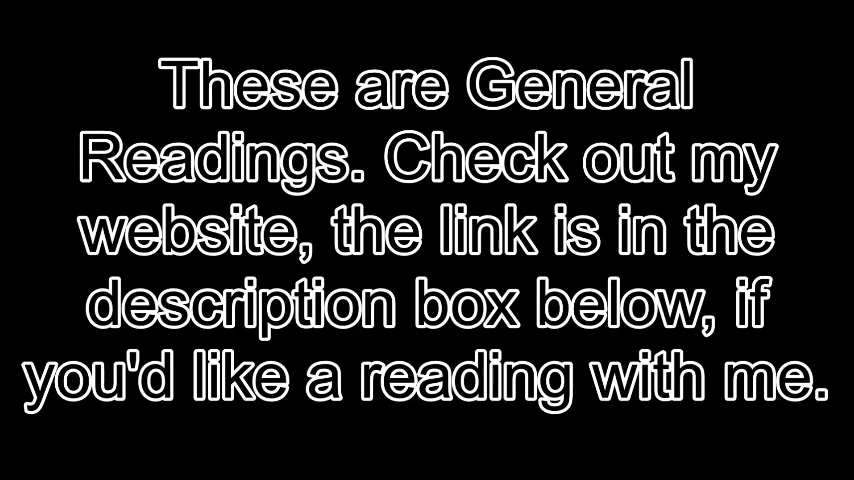 These are General
Readings. Check out my
website, the link is in the
description box below, if
you'd like a reading with me.